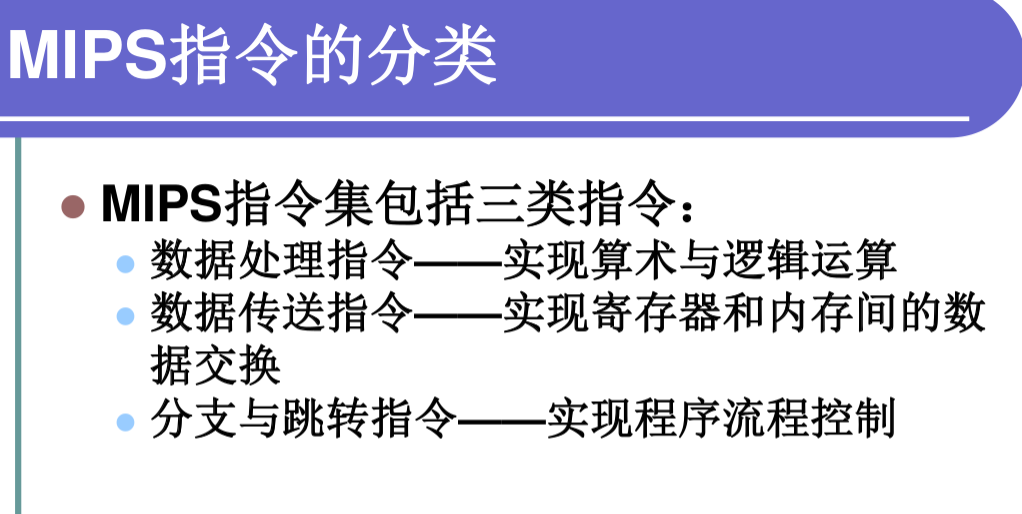 MIPS指令的分类
MIPS指令集包括三类指令：
数据处理指令——实现算术与逻辑运算
数据传送指令——实现寄存器和内存间的数
据交换
分支与跳转指令——实现程序流程控制